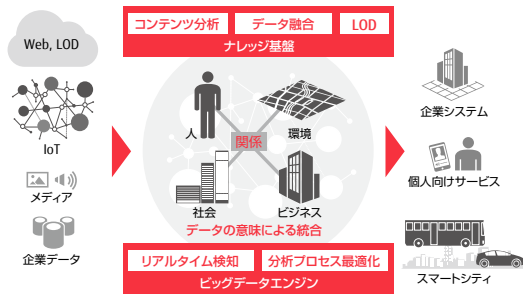 Web, LOD
IoT
メディア
企業データ
コンテンツ分析
データ融合
LOD
ナレッジ基盤
人
環境
関係
社会
ビジネス
データの意味による統合
リアルタイム検知
分析プロセス最適化
ビッグデータエンジン
企業システム
個人向けサービス
スマートシティ